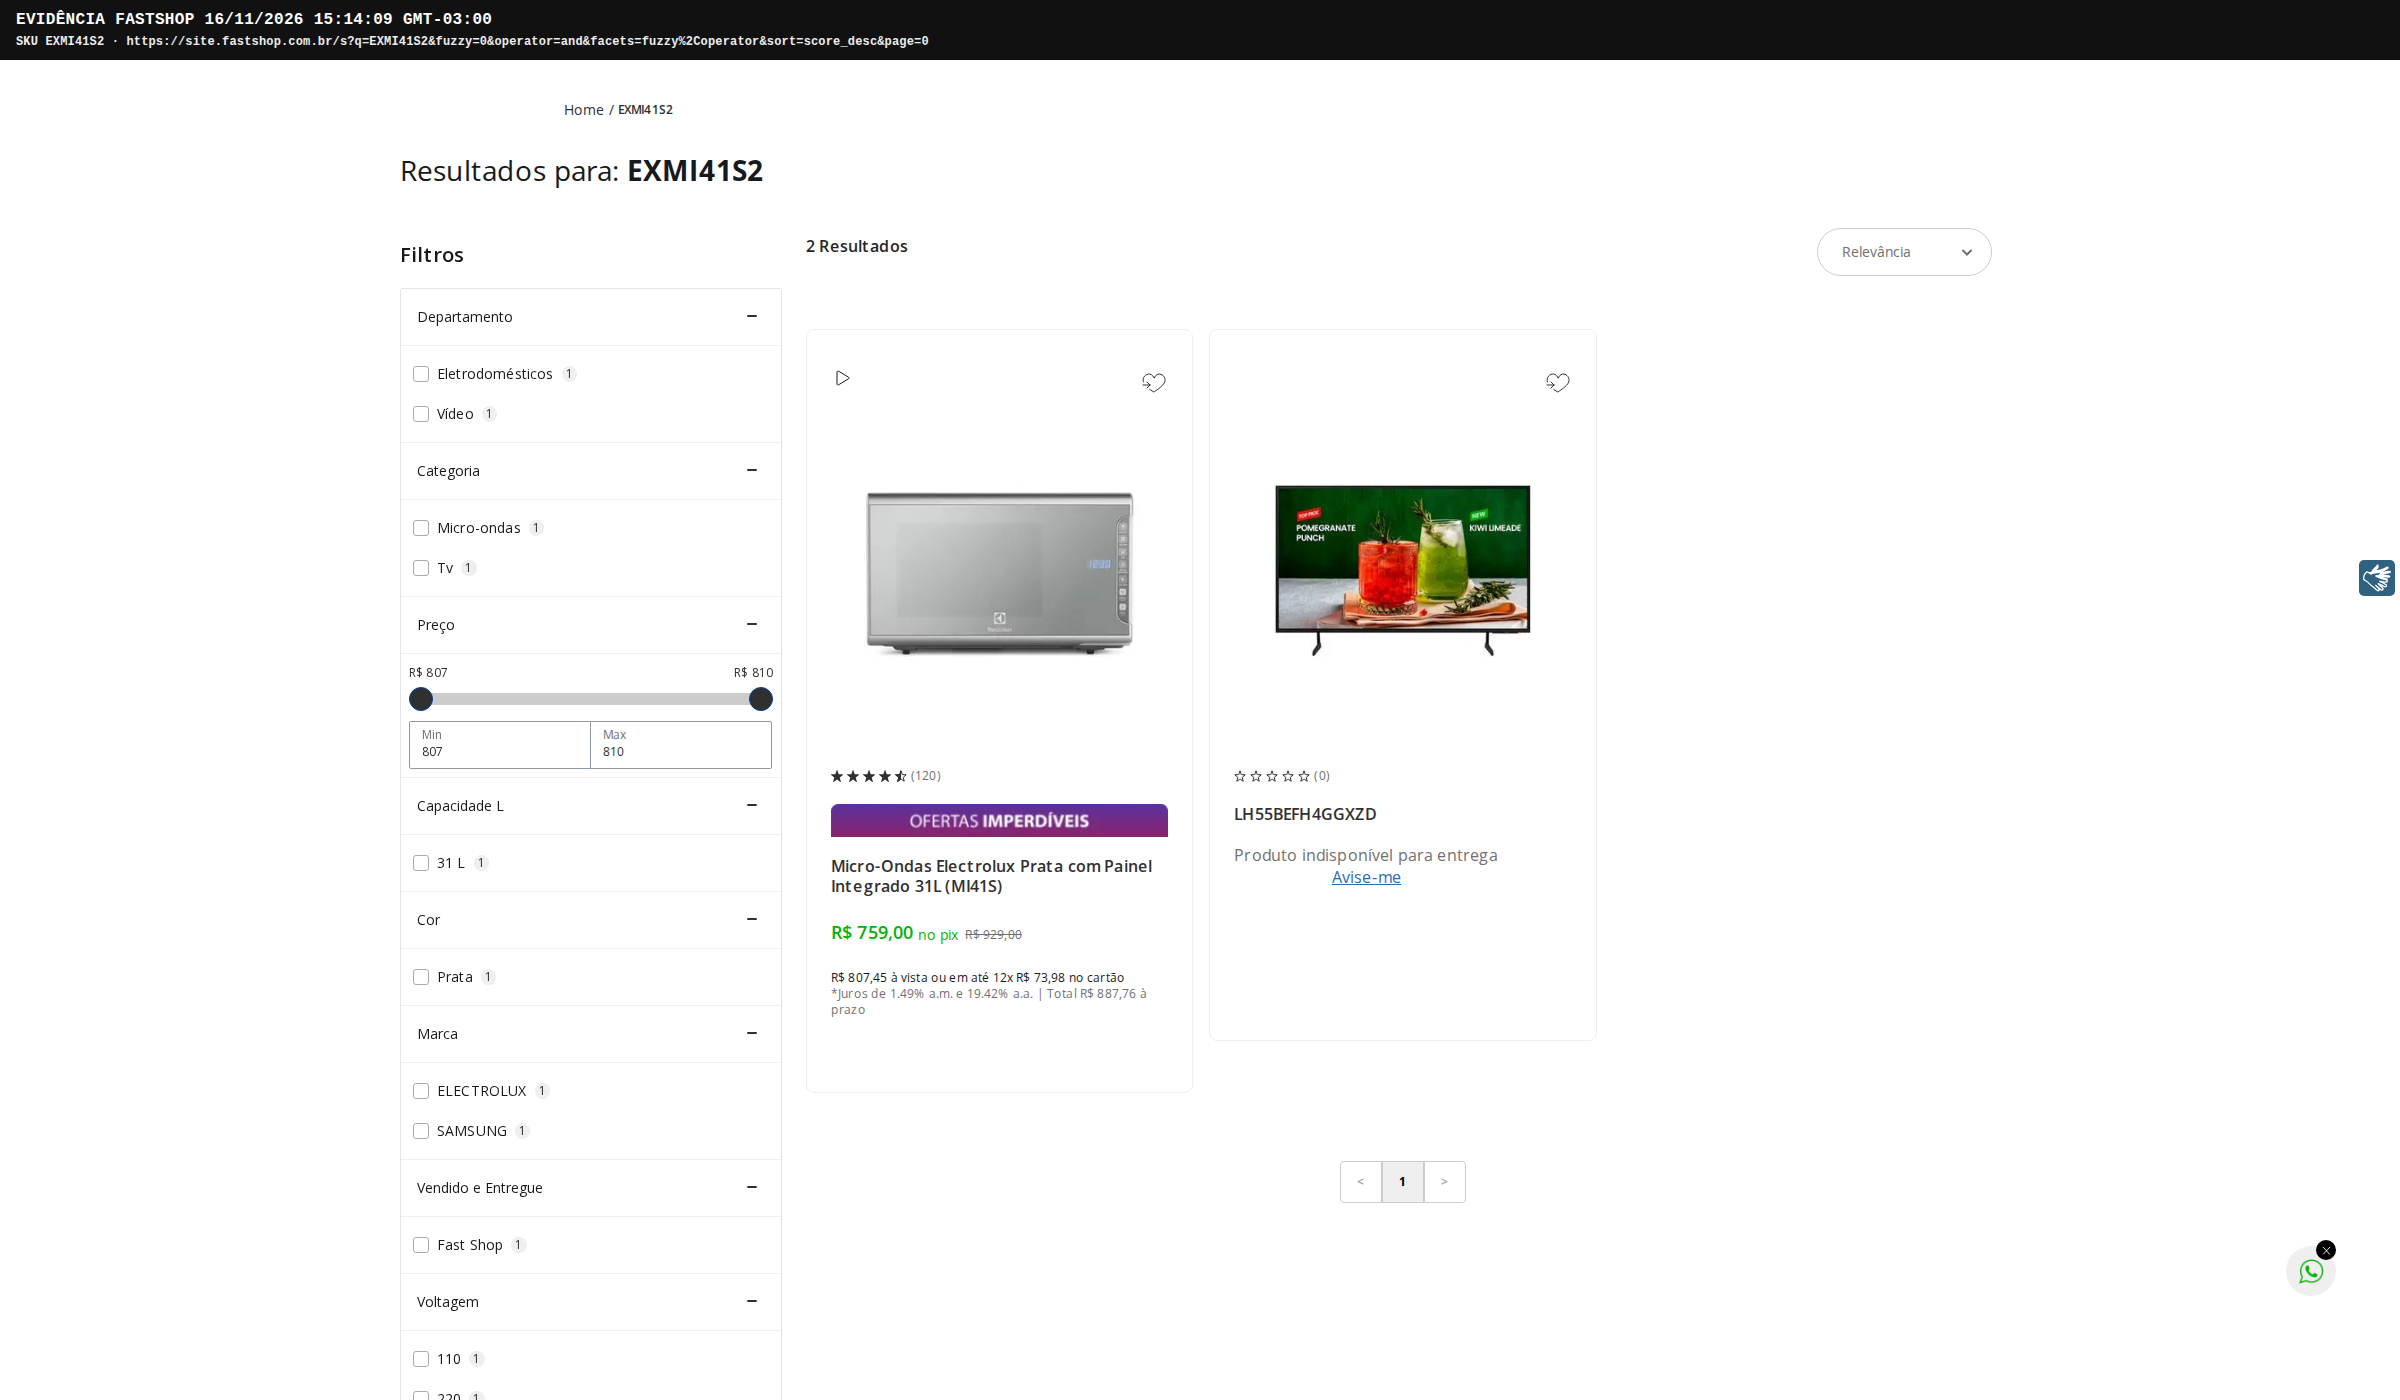 EVIDÊNCIA FASTSHOP 16/11/2026 15:14:09 GMT-03:00
SKU EXMI41S2 · https://site.fastshop.com.br/s?q=EXMI41S2&fuzzy=0&operator=and&facets=fuzzy%2Coperator&sort=score_desc&page=0
Home / EXMI41S2
Resultados para: EXMI41S2
Filtros
2 Resultados
Relevância
Departamento
Eletrodomésticos 1
Vídeo 1
Categoria
Micro-ondas 1
Tv 1
Preço
R$ 807 R$ 810
Min
807
Max
810
Capacidade L
31 L 1
Cor
Prata 1
Marca
ELECTROLUX 1
SAMSUNG 1
Vendido e Entregue
Fast Shop 1
Voltagem
110 1
220 1
Electrolux
(120)
OFERTAS IMPERDÍVEIS
Micro-Ondas Electrolux Prata com Painel
Integrado 31L (MI41S)
R$ 759,00 no pix R$ 929,00
R$ 807,45 à vista ou em até 12x R$ 73,98 no cartão
*Juros de 1.49% a.m. e 19.42% a.a. | Total R$ 887,76 à
prazo
TOP PICK
POMEGRANATE
PUNCH
NEW
KIWI LIMEADE
(0)
LH55BEFH4GGXZD
Produto indisponível para entrega
Avise-me
< 1 >